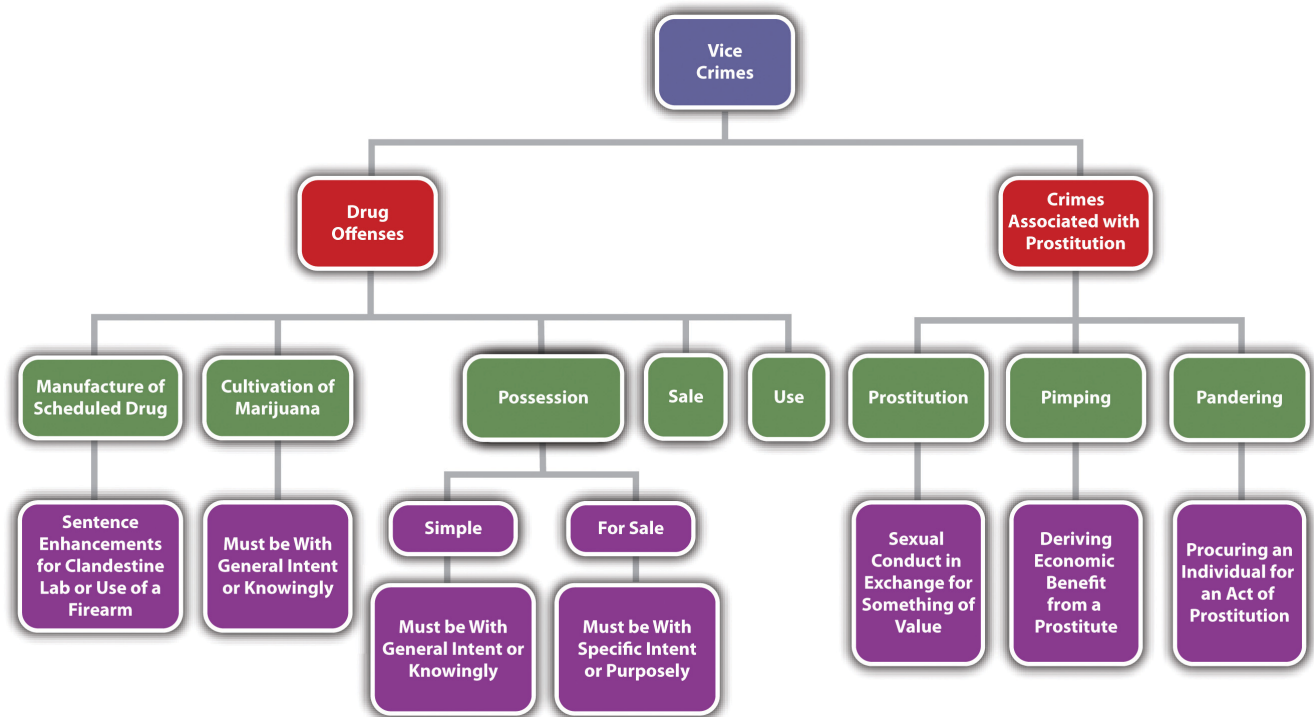 Vice
Crimes
Drug
Offenses
Crimes
Associated with
Prostitution
Manufacture of
Scheduled Drug
Cultivation of
Marijuana
Possession
Sale
Use
Prostitution
Pimping
Pandering
Sentence
Enhancements
for Clandestine
Lab or Use of a
Firearm
Must be With
General Intent
or Knowingly
Simple
For Sale
Must be With
General Intent or
Knowingly
Must be With
Specific Intent
or Purposely
Sexual
Conduct in
Exchange for
Something of
Value
Deriving
Economic
Benefit
from a
Prostitute
Procuring an
Individual for
an Act of
Prostitution